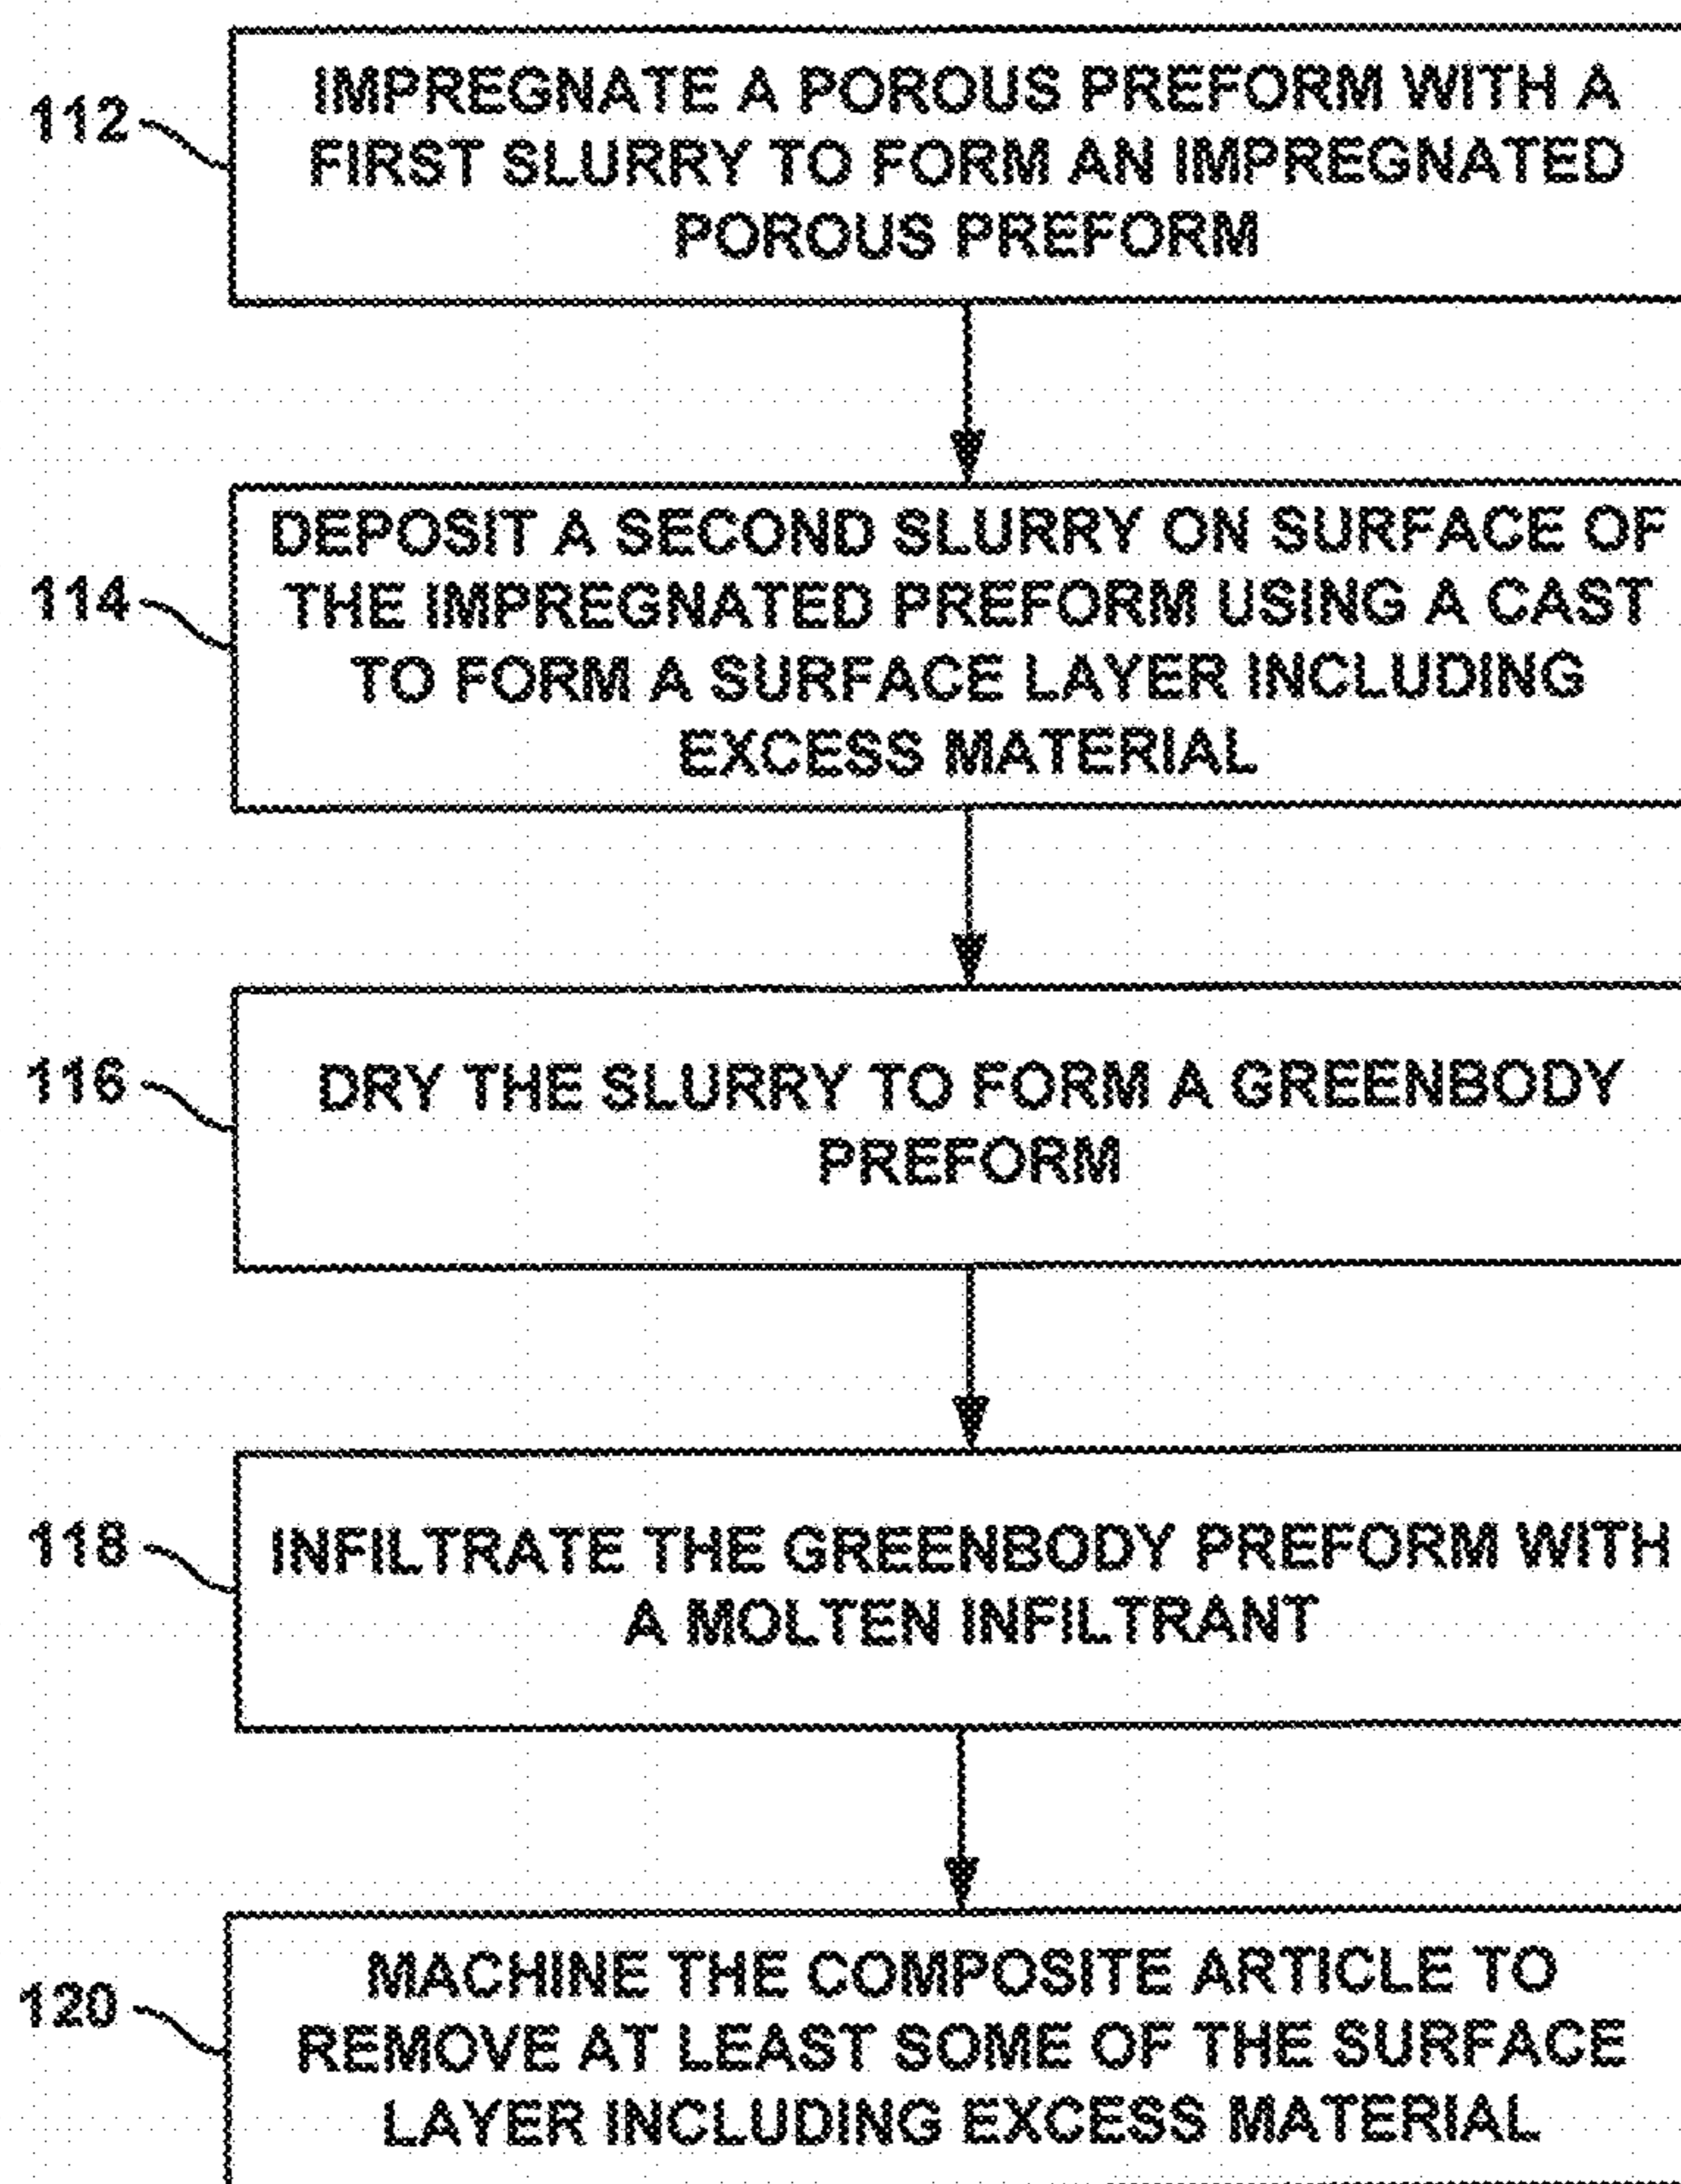 112
IMPREGNATE A POROUS PREFORM WITH A
FIRST SLURRY TO FORM AN IMPREGNATED
POROUS PREFORM
114
DEPOSIT A SECOND SLURRY ON SURFACE OF
THE IMPREGNATED PREFORM USING A CAST
TO FORM A SURFACE LAYER INCLUDING
EXCESS MATERIAL
116
DRY THE SLURRY TO FORM A GREENBODY
PREFORM
118
INFILTRATE THE GREENBODY PREFORM WITH
A MOLTEN INFILTRANT
120
MACHINE THE COMPOSITE ARTICLE TO
REMOVE AT LEAST SOME OF THE SURFACE
LAYER INCLUDING EXCESS MATERIAL